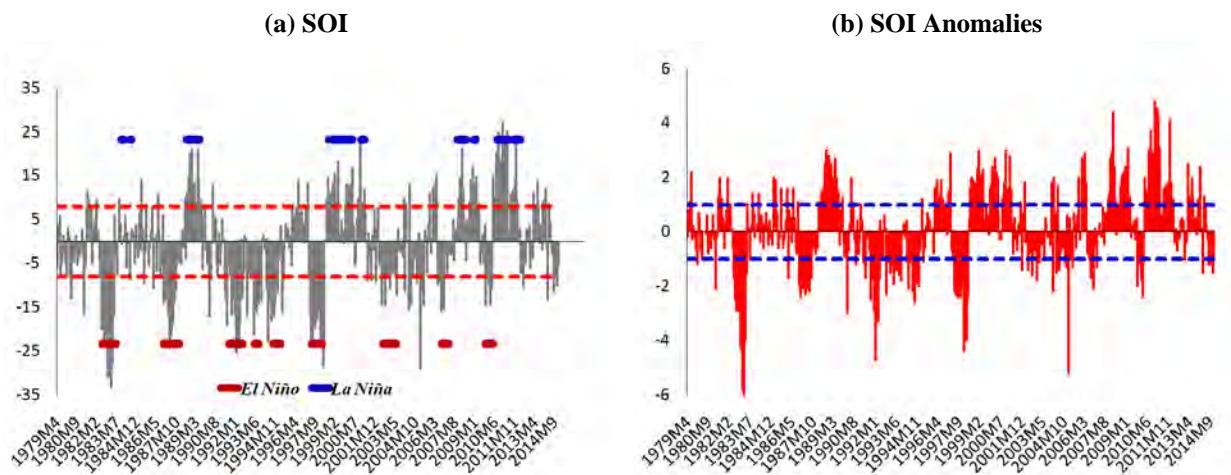 (a) SOI
35
25
15
5
-5
-15
-25
-35
El Niño
La Niña
1979M4
1980M9
1982M2
1983M7
1984M12
1986M5
1987M10
1989M3
1990M8
1992M1
1993M6
1994M11
1996M4
1997M9
1999M2
2000M7
2001M12
2003M5
2004M10
2006M3
2007M8
2009M1
2010M6
2011M11
2013M4
2014M9
(b) SOI Anomalies
6
4
2
0
-2
-4
-6
1979M4
1980M9
1982M2
1983M7
1984M12
1986M5
1987M10
1989M3
1990M8
1992M1
1993M6
1994M11
1996M4
1997M9
1999M2
2000M7
2001M12
2003M5
2004M10
2006M3
2007M8
2009M1
2010M6
2011M11
2013M4
2014M9